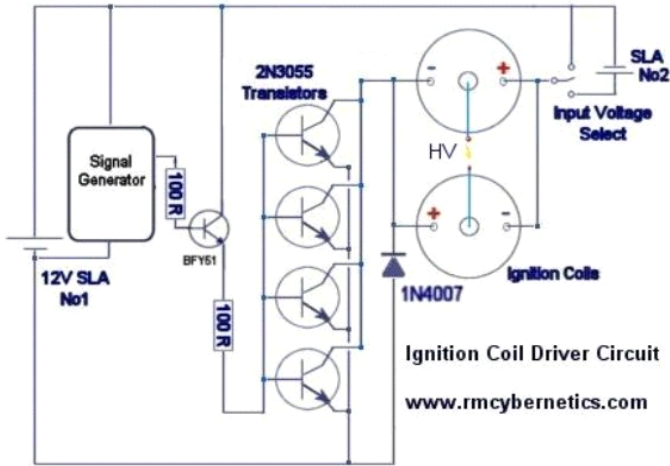 2N3055
Transistors
SLA
No2
Input Voltage
Select
Signal
Generator
100 R
BFY51
12V SLA
No1
100 R
- +
HV
+ -
Ignition Coils
1N4007
Ignition Coil Driver Circuit
www.rmcybernetics.com